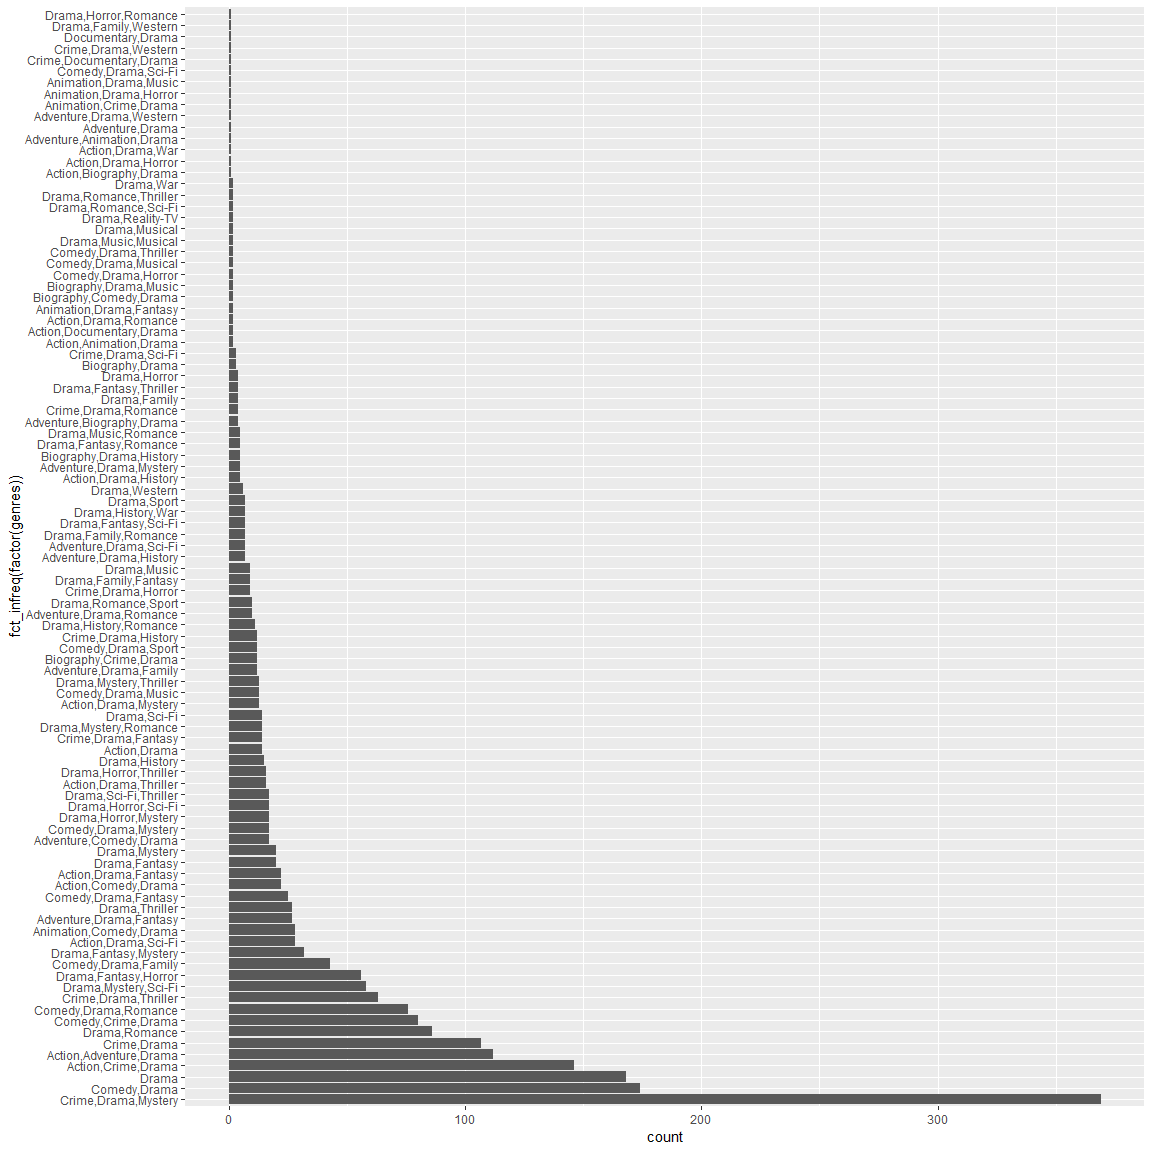 Drama,Horror,Romance
Drama,Family,Western
Documentary,Drama
Crime,Drama,Western
Crime,Documentary,Drama
Comedy,Drama,Sci-Fi
Animation,Drama,Music
Animation,Drama,Horror
Animation,Crime,Drama
Adventure,Drama,Western
Adventure,Drama
Adventure,Animation,Drama
Action,Drama,War
Action,Drama,Horror
Action,Biography,Drama
Drama,War
Drama,Romance,Thriller
Drama,Romance,Sci-Fi
Drama,Reality-TV
Drama,Musical
Drama,Music,Musical
Comedy,Drama,Thriller
Comedy,Drama,Musical
Comedy,Drama,Horror
Biography,Drama,Music
Biography,Comedy,Drama
Animation,Drama,Fantasy
Action,Drama,Romance
Action,Documentary,Drama
Action,Animation,Drama
Crime,Drama,Sci-Fi
Biography,Drama
Drama,Horror
Drama,Fantasy,Thriller
Drama,Family
Crime,Drama,Romance
Adventure,Biography,Drama
Drama,Music,Romance
Drama,Fantasy,Romance
Biography,Drama,History
Adventure,Drama,Mystery
Action,Drama,History
Drama,Western
Drama,Sport
Drama,History,War
Drama,Fantasy,Sci-Fi
Drama,Family,Romance
Adventure,Drama,Sci-Fi
Adventure,Drama,History
Drama,Music
Drama,Family,Fantasy
Crime,Drama,Horror
Drama,Romance,Sport
Adventure,Drama,Romance
Drama,History,Romance
Crime,Drama,History
Comedy,Drama,Sport
Biography,Crime,Drama
Adventure,Drama,Family
Drama,Mystery,Thriller
Comedy,Drama,Music
Action,Drama,Mystery
Drama,Sci-Fi
Drama,Mystery,Romance
Crime,Drama,Fantasy
Action,Drama
Drama,History
Drama,Horror,Thriller
Action,Drama,Thriller
Drama,Sci-Fi,Thriller
Drama,Horror,Sci-Fi
Drama,Horror,Mystery
Comedy,Drama,Mystery
Adventure,Comedy,Drama
Drama,Mystery
Drama,Fantasy
Action,Drama,Fantasy
Action,Comedy,Drama
Comedy,Drama,Fantasy
Drama,Thriller
Adventure,Drama,Fantasy
Animation,Comedy,Drama
Action,Drama,Sci-Fi
Drama,Fantasy,Mystery
Comedy,Drama,Family
Drama,Fantasy,Horror
Drama,Mystery,Sci-Fi
Crime,Drama,Thriller
Comedy,Drama,Romance
Comedy,Crime,Drama
Drama,Romance
Crime,Drama
Action,Adventure,Drama
Action,Crime,Drama
Drama
Comedy,Drama
Crime,Drama,Mystery
fct_infreq(factor(genres))
0 100 200 300
count